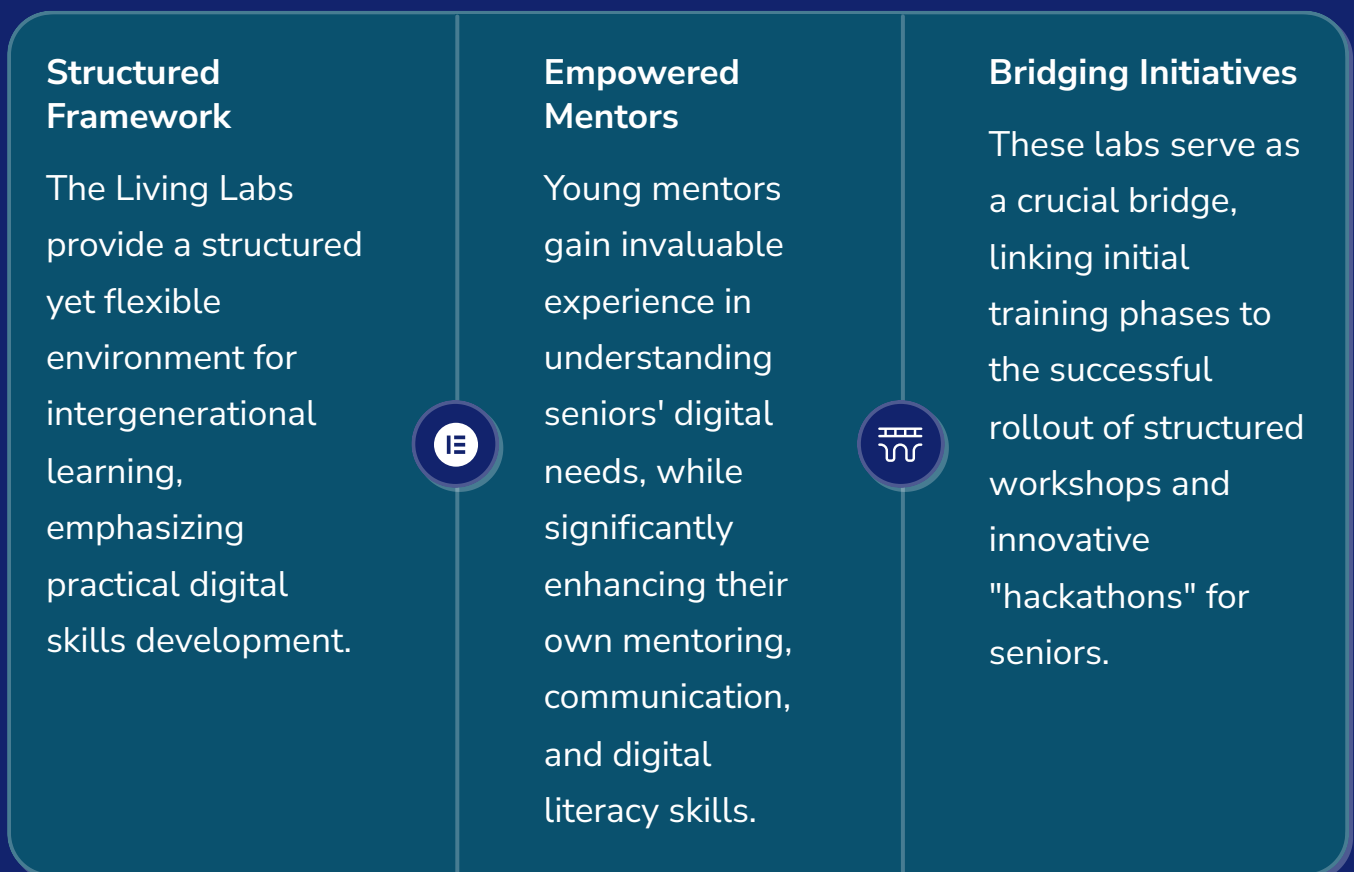 Structured
Framework
The Living Labs
provide a structured
yet flexible
environment for
intergenerational
learning,
emphasizing
practical digital
skills development.
Empowered
Mentors
Young mentors
gain invaluable
experience in
understanding
seniors' digital
needs, while
significantly
enhancing their
own mentoring,
communication,
and digital
literacy skills.
Bridging Initiatives
These labs serve as
a crucial bridge,
linking initial
training phases to
the successful
rollout of structured
workshops and
innovative
"hackathons" for
seniors.